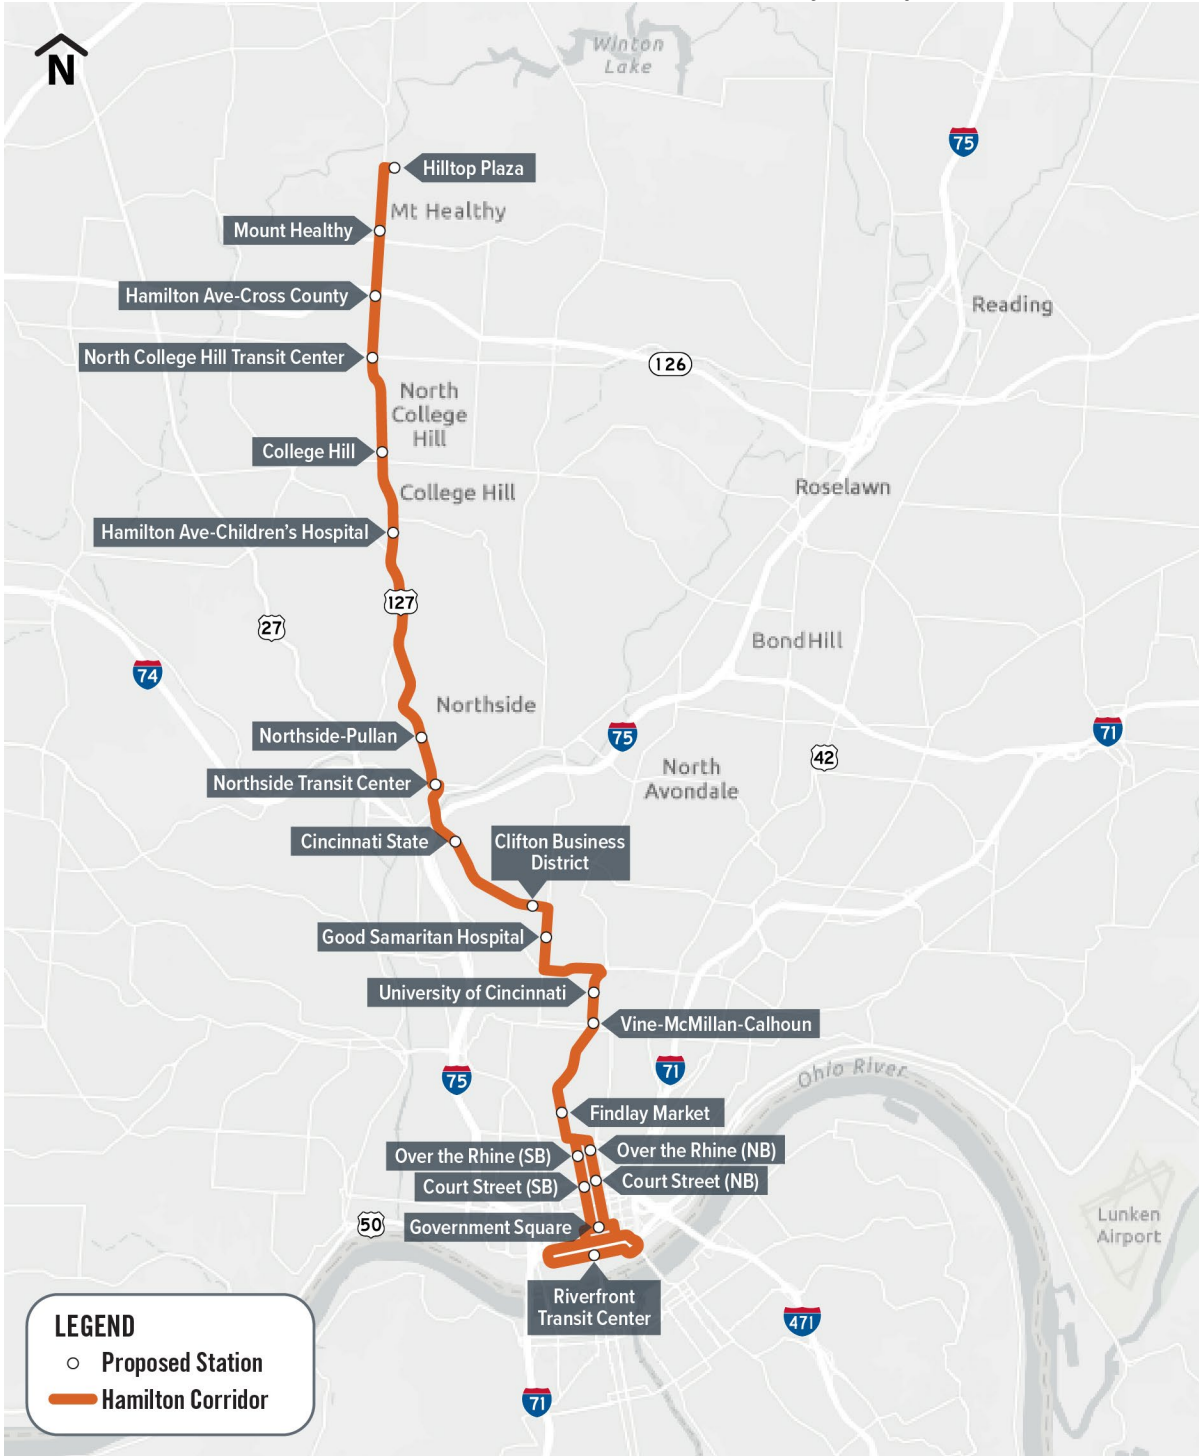 Winton
Lake
N
75
Hilltop Plaza
Mt Healthy
Mount Healthy
Hamilton Ave-Cross County
Reading
North College Hill Transit Center
126
North
College
Hill
College Hill
Roselawn
College Hill
Hamilton Ave-Children's Hospital
127
27
Bond Hill
74
Northside
Northside-Pullan
75
71
42
North
Avondale
Northside Transit Center
Cincinnati State
Clifton Business
District
Good Samaritan Hospital
University of Cincinnati
Vine-McMillan-Calhoun
71
Ohio River
75
Findlay Market
Over the Rhine (SB)
Over the Rhine (NB)
Court Street (SB)
Court Street (NB)
50
Government Square
Lunken
Airport
Riverfront
Transit Center
471
LEGEND
Proposed Station
Hamilton Corridor
71